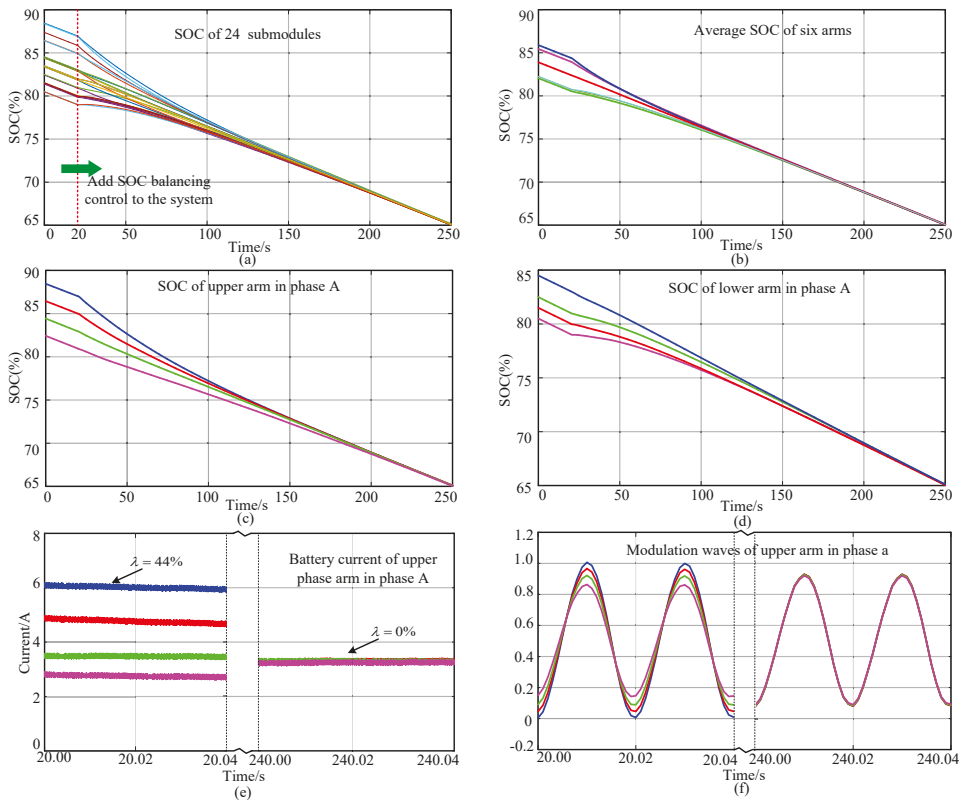 90
85
80
75
70
65
SOC(%)
SOC of 24 submodules
Add SOC balancing
control to the system
0
20
50
100
150
200
250
Time/s
(a)
90
85
80
75
70
65
SOC(%)
Average SOC of six arms
0
50
100
150
200
250
Time/s
(b)
90
85
80
75
70
65
SOC(%)
SOC of upper arm in phase A
0
50
100
150
200
250
Time/s
(c)
85
80
75
70
65
SOC(%)
SOC of lower arm in phase A
0
50
100
150
200
250
Time/s
(d)
8
6
4
2
0
Current/A
λ = 44%
Battery current of upper
phase arm in phase A
λ = 0%
20.00
20.02
20.04
240.00
240.02
240.04
Time/s
(e)
1.2
1.0
0.8
0.6
0.4
0.2
0
-0.2
Modulation waves of upper arm in phase a
20.00
20.02
20.04
240.00
240.02
240.04
Time/s
(f)